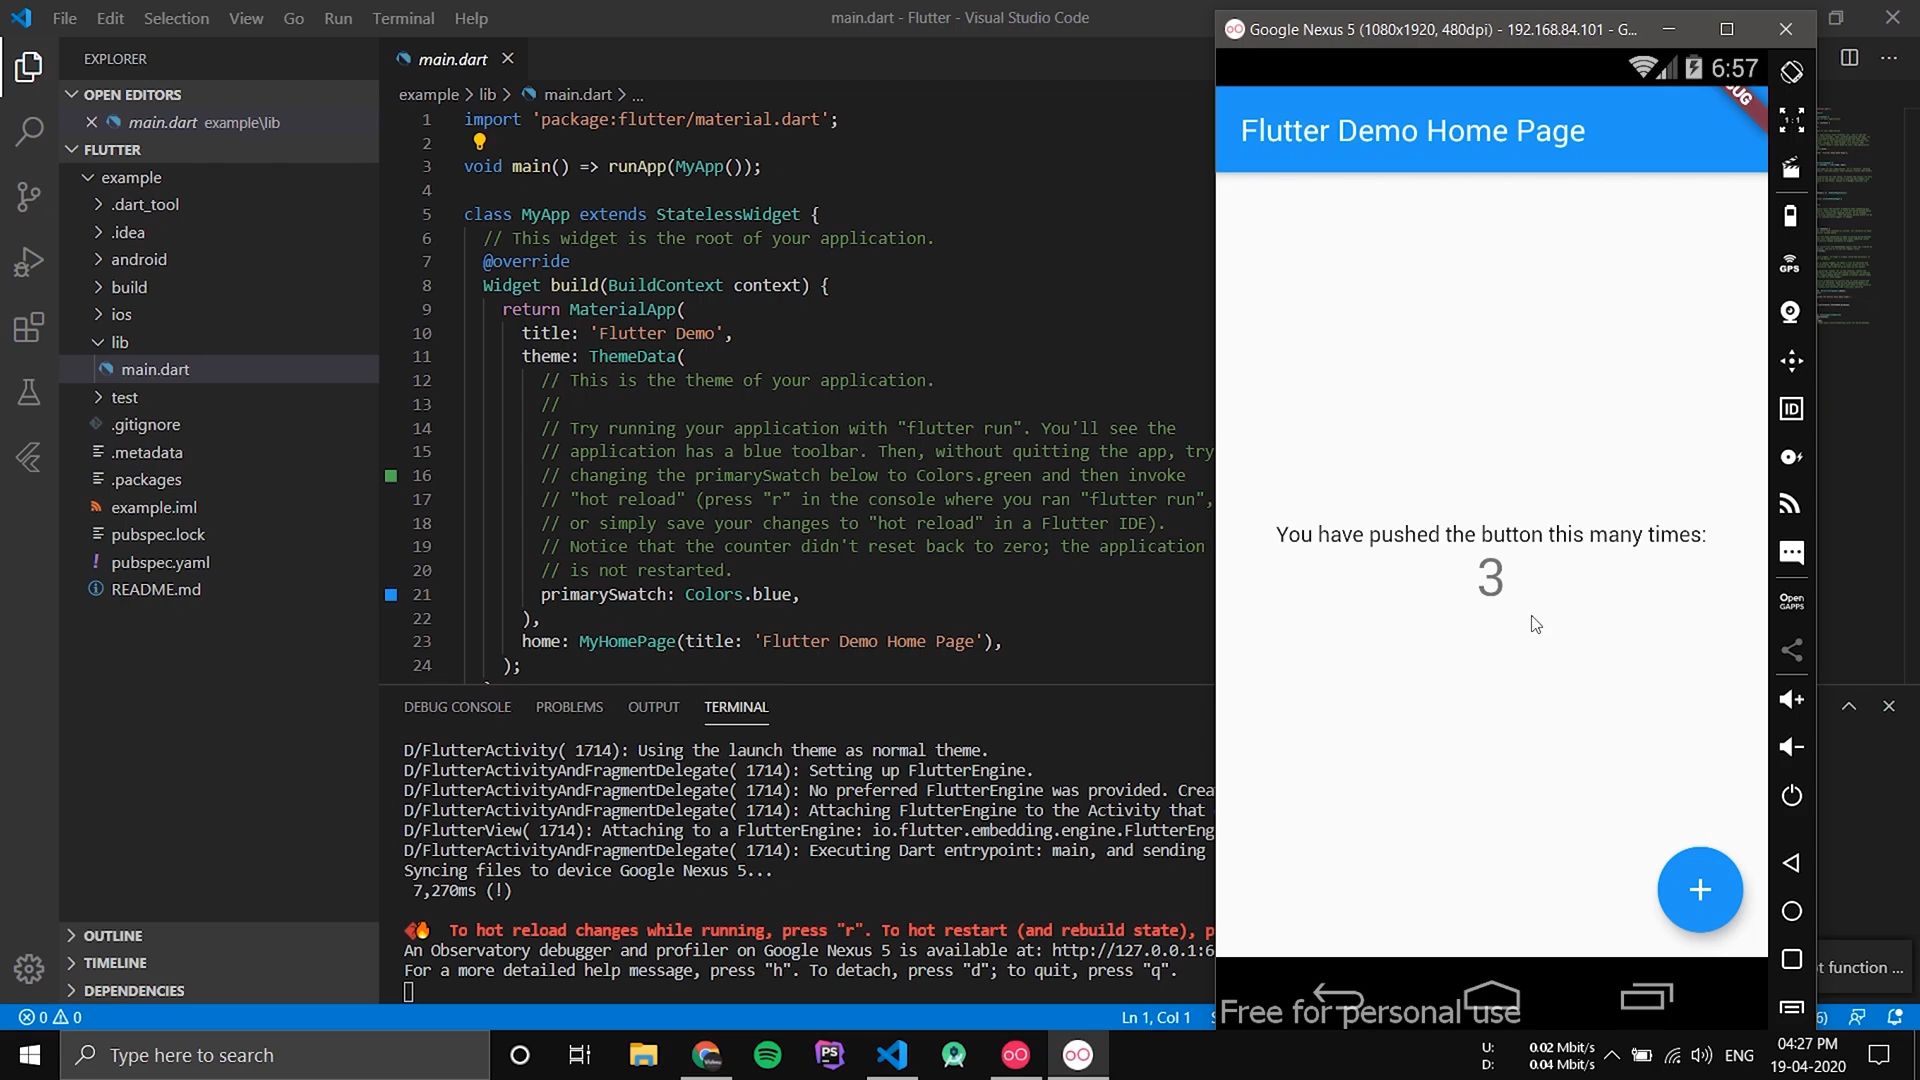 File Edit Selection View Go Run Terminal Help
main.dart - Flutter - Visual Studio Code
EXPLORER
OPEN EDITORS
main.dart example\lib
FLUTTER
example
.dart_tool
.idea
android
build
ios
lib
main.dart
test
.gitignore
.metadata
.packages
example.iml
pubspec.lock
pubspec.yaml
README.md
OUTLINE
TIMELINE
DEPENDENCIES
main.dart
example > lib > main.dart > ...
1 import 'package:flutter/material.dart';
2
3 void main() => runApp(MyApp());
4
5 class MyApp extends StatelessWidget {
6 // This widget is the root of your application.
7 @override
8 Widget build(BuildContext context) {
9 return MaterialApp(
10 title: 'Flutter Demo',
11 theme: ThemeData(
12 // This is the theme of your application.
13 //
14 // Try running your application with "flutter run". You'll see the
15 // application has a blue toolbar. Then, without quitting the app, try
16 // changing the primarySwatch below to Colors.green and then invoke
17 // "hot reload" (press "r" in the console where you ran "flutter run",
18 // or simply save your changes to "hot reload" in a Flutter IDE).
19 // Notice that the counter didn't reset back to zero; the application
20 // is not restarted.
21 primarySwatch: Colors.blue,
22 ),
23 home: MyHomePage(title: 'Flutter Demo Home Page'),
24 );
DEBUG CONSOLE PROBLEMS OUTPUT TERMINAL
D/FlutterActivity( 1714): Using the launch theme as normal theme.
D/FlutterActivityAndFragmentDelegate( 1714): Setting up FlutterEngine.
D/FlutterActivityAndFragmentDelegate( 1714): No preferred FlutterEngine was provided. Crea
D/FlutterActivityAndFragmentDelegate( 1714): Attaching FlutterEngine to the Activity that
D/FlutterView( 1714): Attaching to a FlutterEngine: io.flutter.embedding.engine.FlutterEng
D/FlutterActivityAndFragmentDelegate( 1714): Executing Dart entrypoint: main, and sending
Syncing files to device Google Nexus 5...
7,270ms (!)
To hot reload changes while running, press "r". To hot restart (and rebuild state), p
An Observatory debugger and profiler on Google Nexus 5 is available at: http://127.0.0.1:6
For a more detailed help message, press "h". To detach, press "d"; to quit, press "q".
0 0
Ln 1, Col 1
Google Nexus 5 (1080x1920, 480dpi) - 192.168.84.101 - G...
6:57
Flutter Demo Home Page
You have pushed the button this many times:
3
+
Free for personal use
1:1
GPS
ID
Open
GAPPS
t function ...
Type here to search
PS
U: 0.02 Mbit/s
D: 0.04 Mbit/s
ENG
04:27 PM
19-04-2020